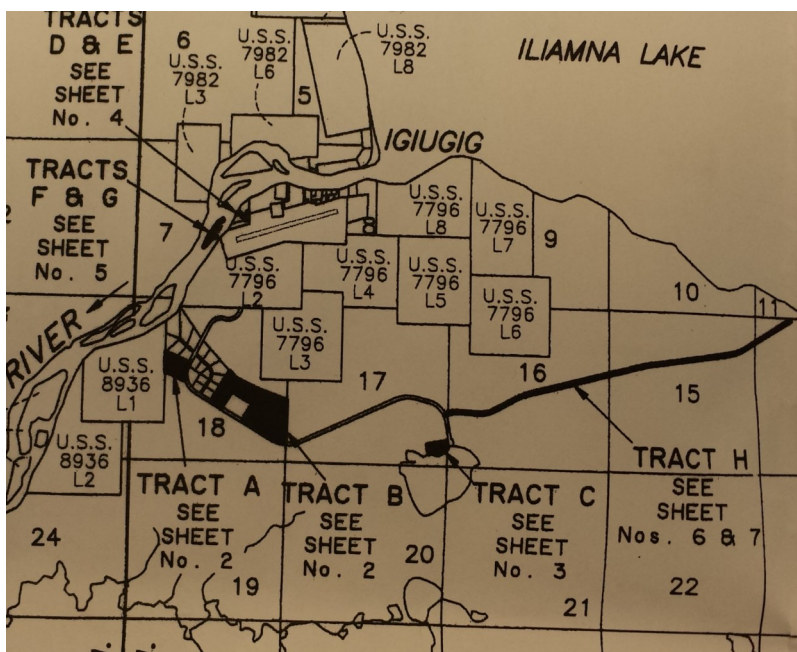 TRACTS
D & E
SEE
SHEET
No. 4
6
U.S.S.
7982
L3
U.S.S.
7982
L6
5
U.S.S.
7982
L8
ILIAMNA LAKE
IGIUGIG
TRACTS
F & G
SEE
SHEET
No. 5
7
8
U.S.S.
7796
L8
U.S.S.
7796
L7
9
U.S.S.
7796
L2
U.S.S.
7796
L4
U.S.S.
7796
L5
U.S.S.
7796
L6
10
11
RIVER
U.S.S.
7796
L3
U.S.S.
8936
L1
17
16
15
18
U.S.S.
8936
L2
TRACT A
SEE
SHEET
No. 2
TRACT B
SEE
SHEET
No. 2
TRACT C
SEE
SHEET
No. 3
TRACT H
SEE
SHEET
Nos. 6 & 7
24
19
20
21
22